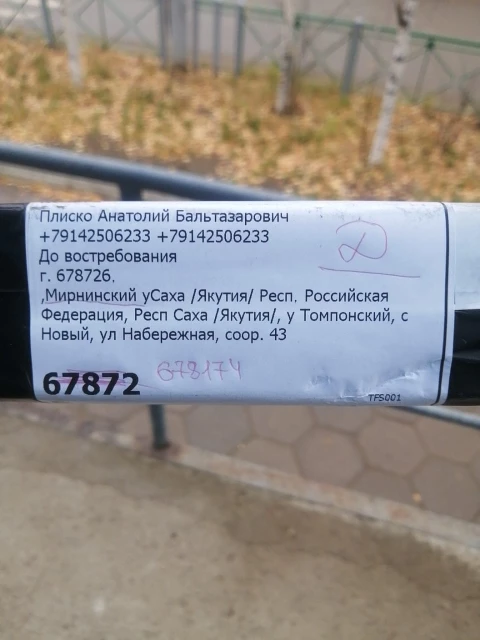 Плиско Анатолий Бальтазарович
+79142506233 +79142506233
До востребования
г. 678726,
,Мирнинский уСаха /Якутия/ Респ, Российская
Федерация, Респ Саха /Якутия/, у Томпонский, с
Новый, ул Набережная, соор. 43
67872 678174
TFS001
Д